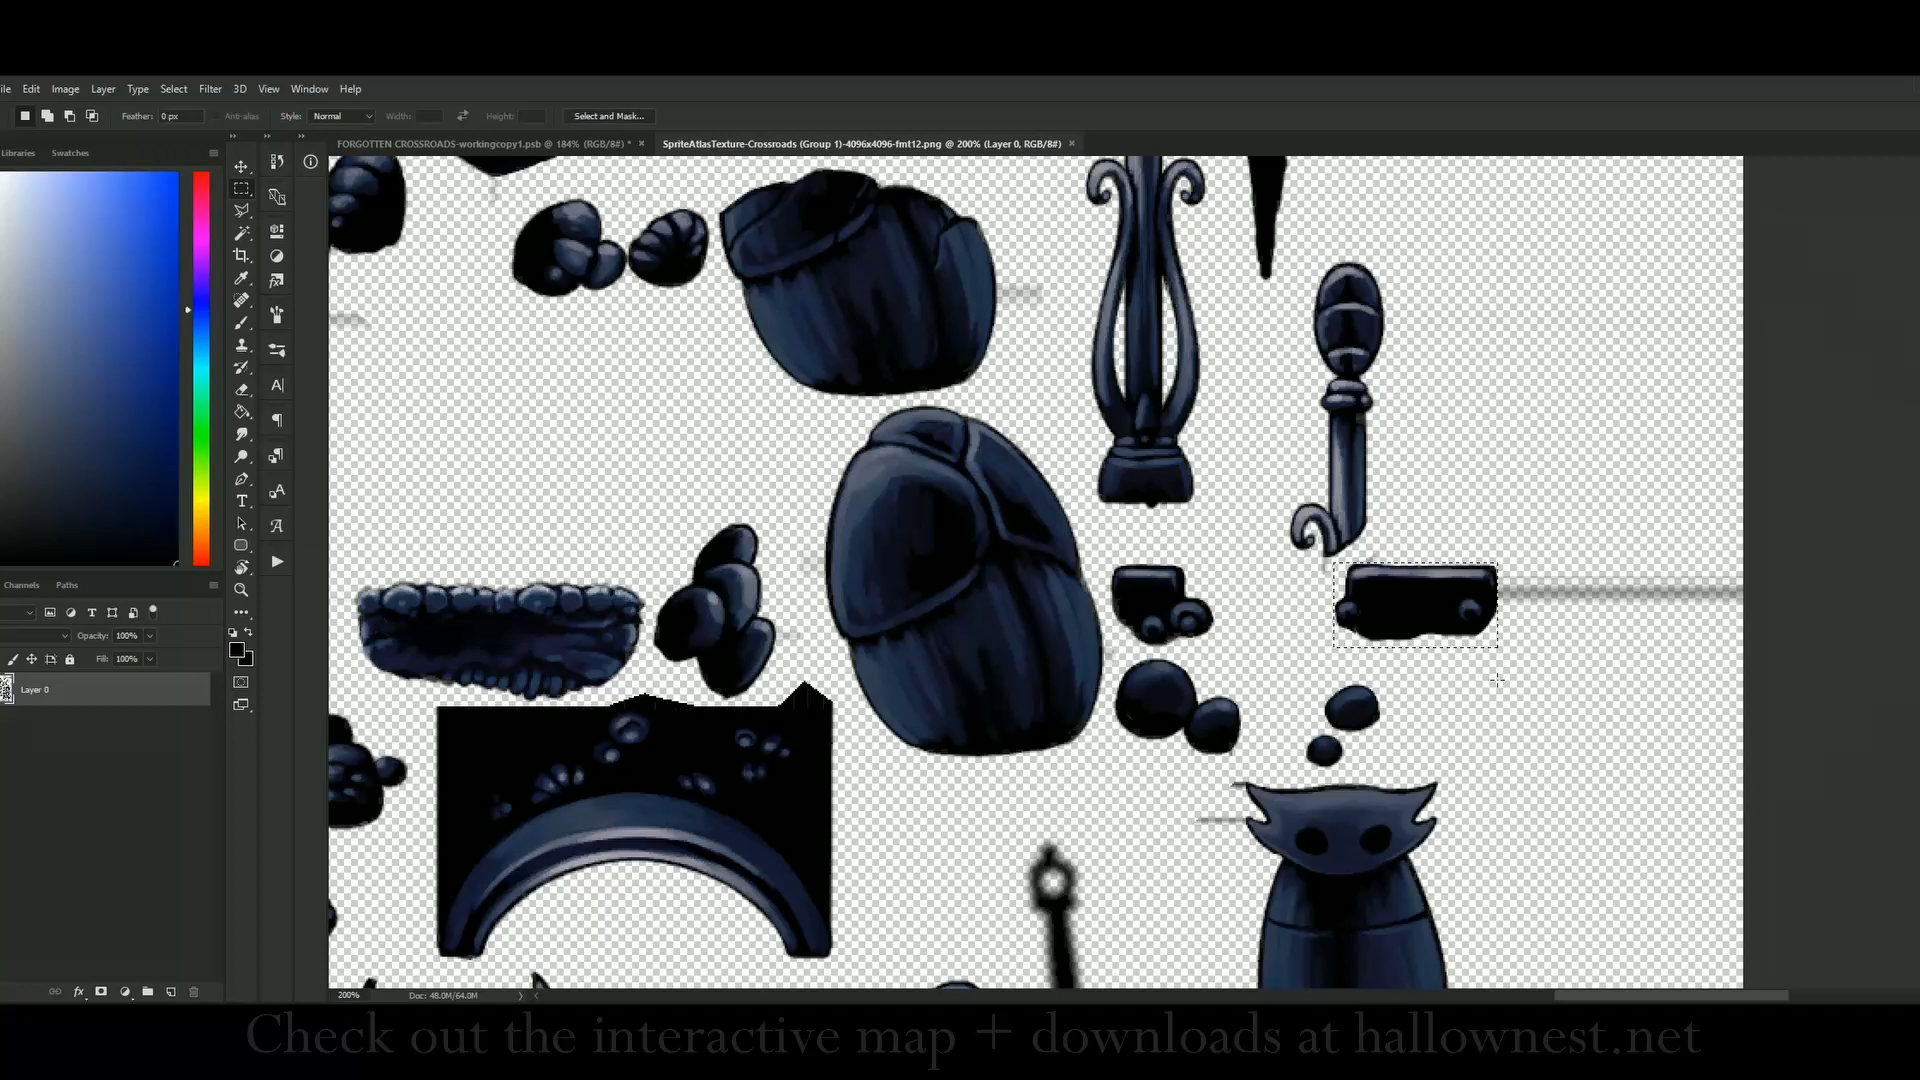 ile Edit Image Layer Type Select Filter 3D View Window Help
Feather: 0 px Anti-alias Style: Normal Width: Height: Select and Mask...
FORGOTTEN CROSSROADS-workingcopy1.psb @ 184% (RGB/8#) * × SpriteAtlasTexture-Crossroads (Group 1)-4096x4096-fmt12.png @ 200% (Layer 0, RGB/8#) ×
Libraries Swatches
Channels Paths
Opacity: 100%
Fill: 100%
Layer 0
200% Doc: 48.0M/64.0M
Check out the interactive map + downloads at hallownest.net